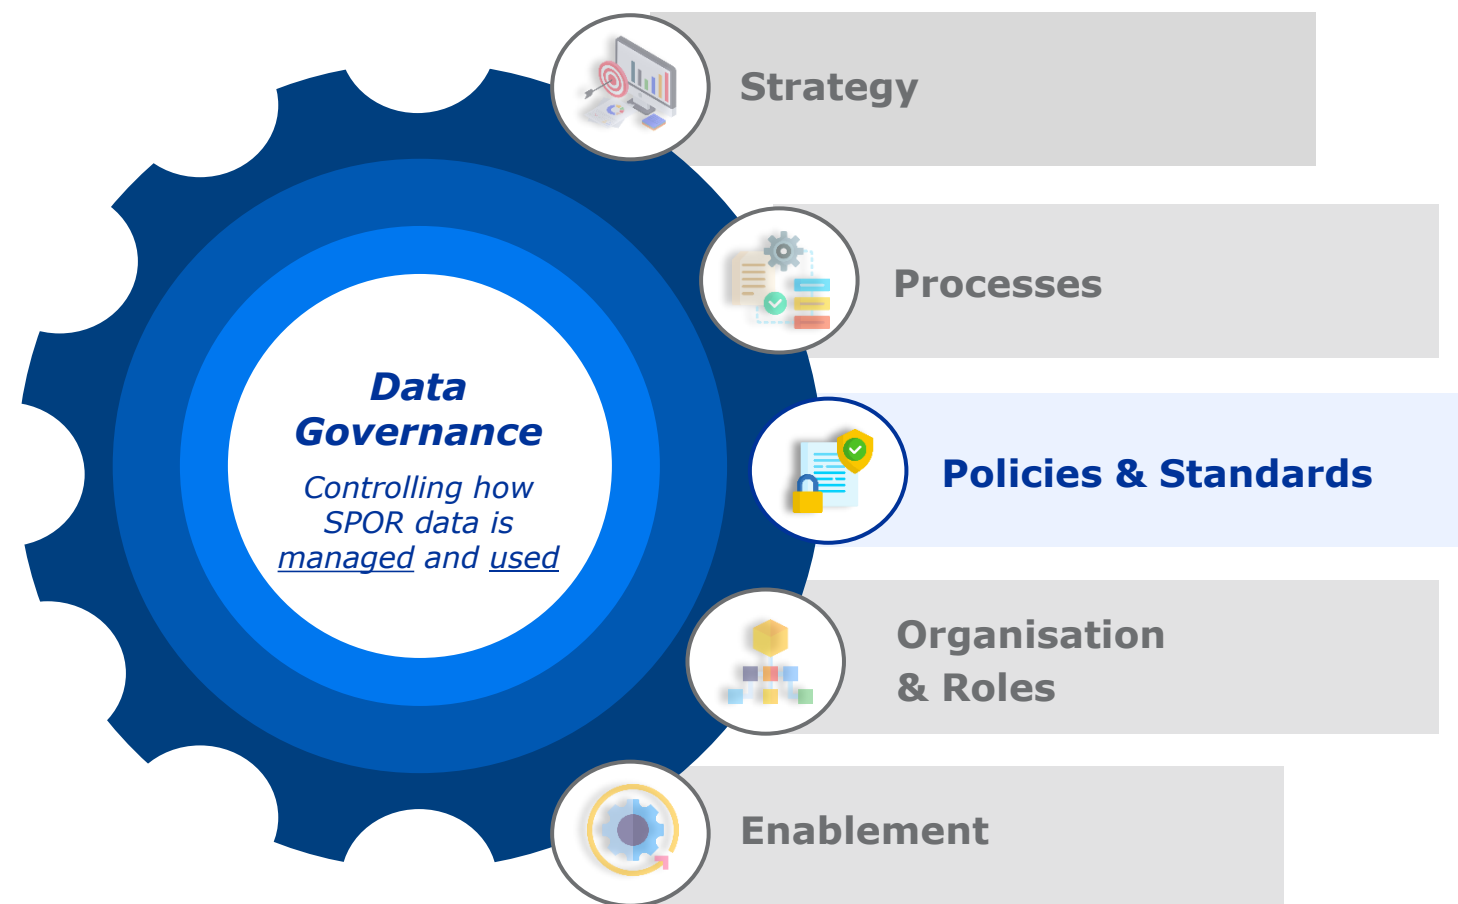 Strategy
Processes
Data
Governance
Controlling how
SPOR data is
managed and used
Policies & Standards
Organisation
& Roles
Enablement